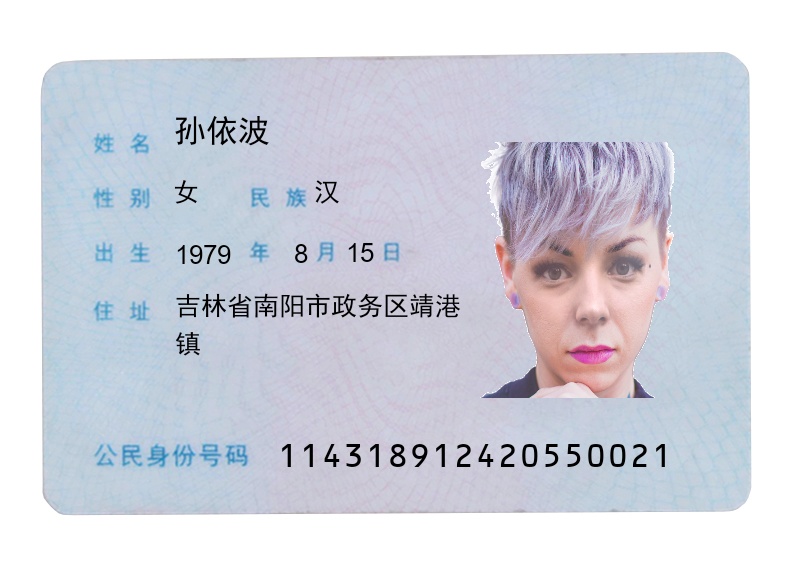 姓名 孙依波
性别 女 民族 汉
出生 1979 年 8 月 15 日
住址 吉林省南阳市政务区靖港
镇
公民身份号码 114318912420550021